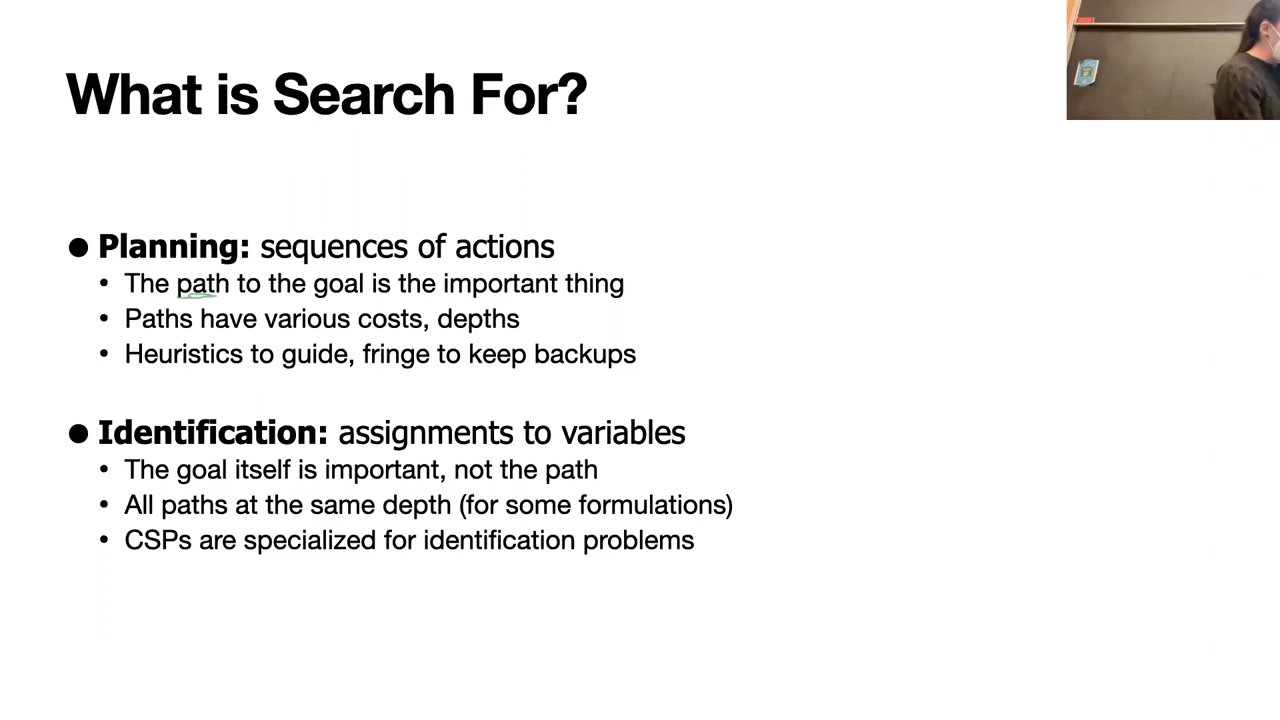 What is Search For?
● Planning: sequences of actions
• The path to the goal is the important thing
• Paths have various costs, depths
• Heuristics to guide, fringe to keep backups
● Identification: assignments to variables
• The goal itself is important, not the path
• All paths at the same depth (for some formulations)
• CSPs are specialized for identification problems